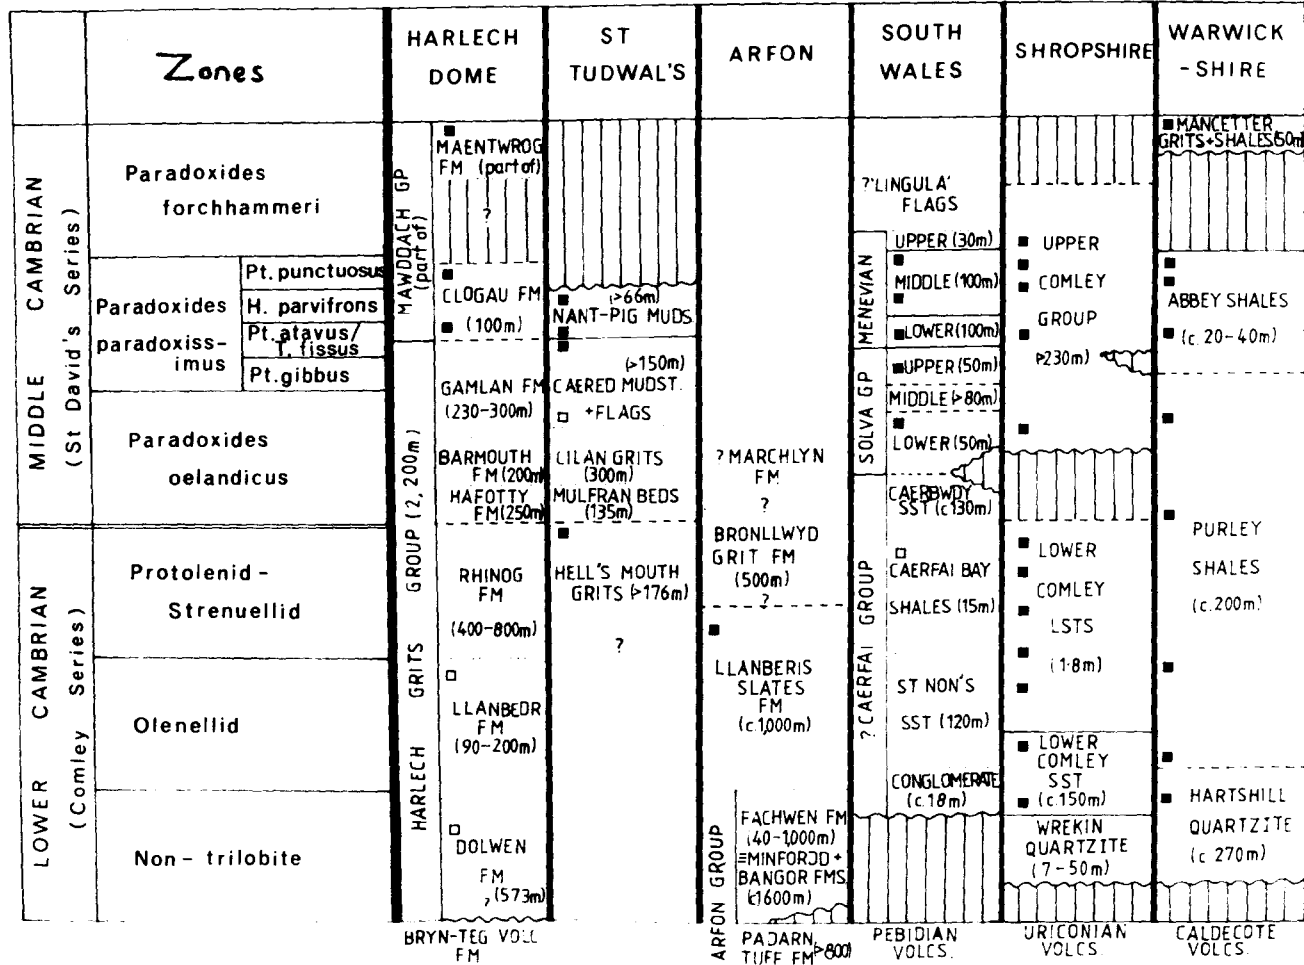 Zones
HARLECH
DOME
ST
TUDWAL'S
ARFON
SOUTH
WALES
SHROPSHIRE
WARWICK
-SHIRE
MIDDLE CAMBRIAN
(St David's Series)
LOWER CAMBRIAN
(Comley Series)
Paradoxides
forchhammeri
Paradoxides
paradoxiss-
imus
Pt. punctuosus
H. parvifrons
Pt. atavus/
T. fissus
Pt. gibbus
Paradoxides
oelandicus
Protolenid-
Strenuellid
Olenellid
Non-trilobite
MAWDDACH GP
(part of)
HARLECH GRITS GROUP (2,200m)
MAENTWROG
FM (part of)
?
CLOGAU FM
(100m)
GAMLAN FM
(230-300m)
BARMOUTH
FM (200m)
HAFOTTY
FM (250m)
RHINOG
FM
(400-800m)
LLANBEDR
FM
(90-200m)
DOLWEN
FM
? (573m)
BRYN-TEG VOLC
FM
(>66m)
NANT-PIG MUDS.
(>150m)
CAERED MUDST.
+FLAGS
CILAN GRITS
(300m)
MULFRAN BEDS
(135m)
HELL'S MOUTH
GRITS (>176m)
?
? MARCHLYN
FM
?
BRONLLWYD
GRIT FM
(500m)
?
LLANBERIS
SLATES
FM
(c.1,000m)
ARFON GROUP
FACHWEN FM
(40-1,000m)
≡MINFORDD +
BANGOR FMS.
(c1600m)
PADARN
TUFF FM (>800)
?'LINGULA'
FLAGS
MENEVIAN
UPPER (30m)
MIDDLE (100m)
LOWER (100m)
SOLVA GP
UPPER (50m)
MIDDLE (>80m)
LOWER (50m)
? CAERFAI GROUP
CAERBWDY
SST (c130m)
CAERFAI BAY
SHALES (15m)
ST NON'S
SST (120m)
CONGLOMERATE
(c.18m)
PEBIDIAN
VOLCS.
UPPER
COMLEY
GROUP
(>230m)
LOWER
COMLEY
LSTS
(1·8m)
LOWER
COMLEY
SST
(c.150m)
WREKIN
QUARTZITE
(7-50m)
URICONIAN
VOLCS.
MANCETTER
GRITS+SHALES (50m)
ABBEY SHALES
(c. 20-40m)
PURLEY
SHALES
(c.200m)
HARTSHILL
QUARTZITE
(c 270m)
CALDECOTE
VOLCS.